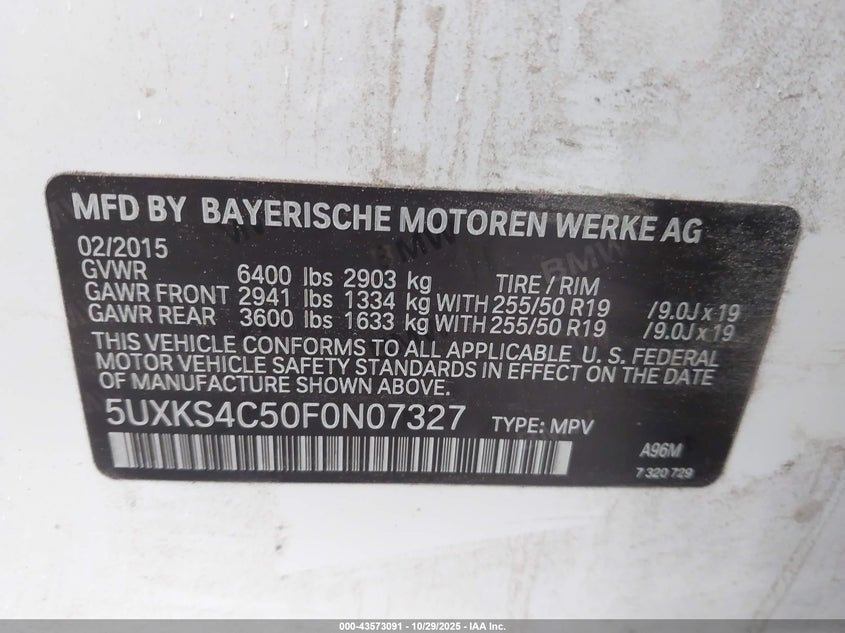 MFD BY BAYERISCHE MOTOREN WERKE AG
02/2015
GVWR 6400 lbs 2903 kg TIRE / RIM
GAWR FRONT 2941 lbs 1334 kg WITH 255/50 R19 /9.0J x 19
GAWR REAR 3600 lbs 1633 kg WITH 255/50 R19 /9.0J x 19
THIS VEHICLE CONFORMS TO ALL APPLICABLE U. S. FEDERAL
MOTOR VEHICLE SAFETY STANDARDS IN EFFECT ON THE DATE
OF MANUFACTURE SHOWN ABOVE.
5UXKS4C50F0N07327 TYPE: MPV
A96M
7 320 729
000-43573091 | 10/29/2025 - IAA Inc.